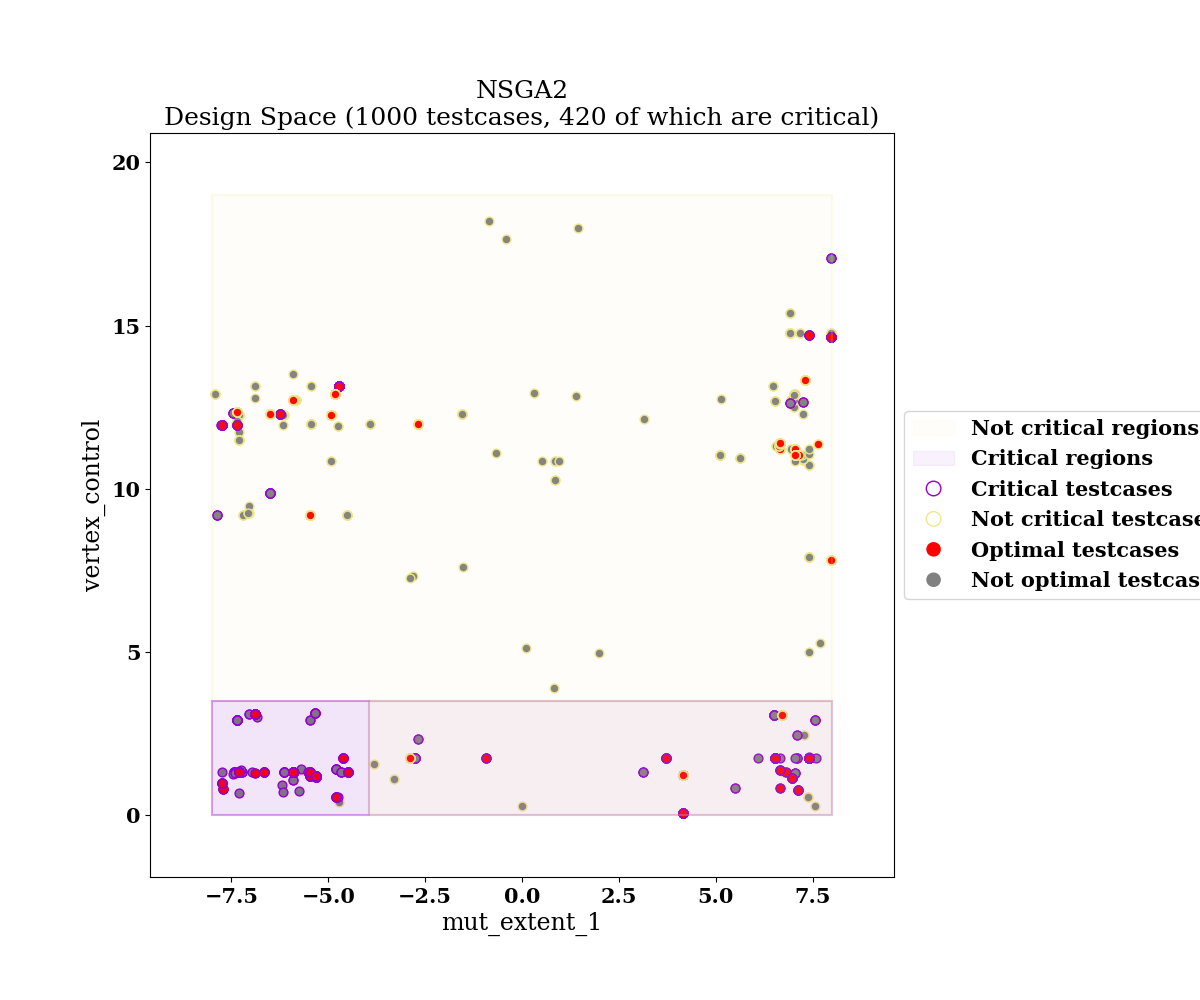 NSGA2
Design Space (1000 testcases, 420 of which are critical)
20
15
10
5
0
vertex_control
−7.5
−5.0
−2.5
0.0
2.5
5.0
7.5
mut_extent_1
Not critical regions
Critical regions
Critical testcases
Not critical testcase
Optimal testcases
Not optimal testcas